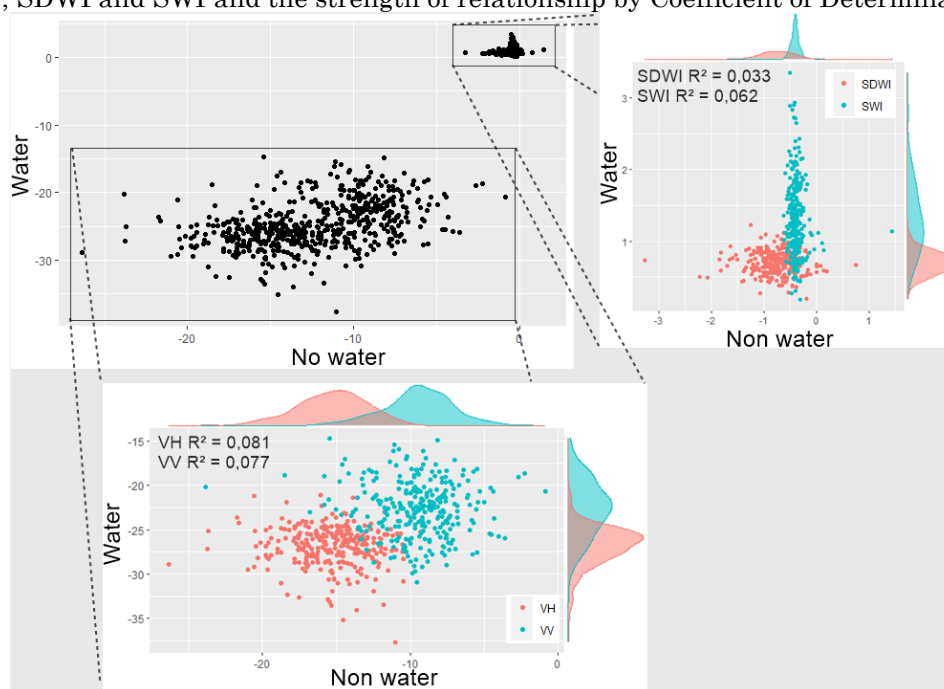 , SDWI and SWI and the strength of relationship by Coefficient of Determina
0
-10
-20
-30
Water
-20
-10
0
No water
SDWI R² = 0,033
SWI R² = 0,062
SDWI
SWI
3
2
1
Water
-3
-2
-1
0
1
Non water
VH R² = 0,081
VV R² = 0,077
-15
-20
-25
-30
-35
Water
VH
VV
-20
-10
0
Non water